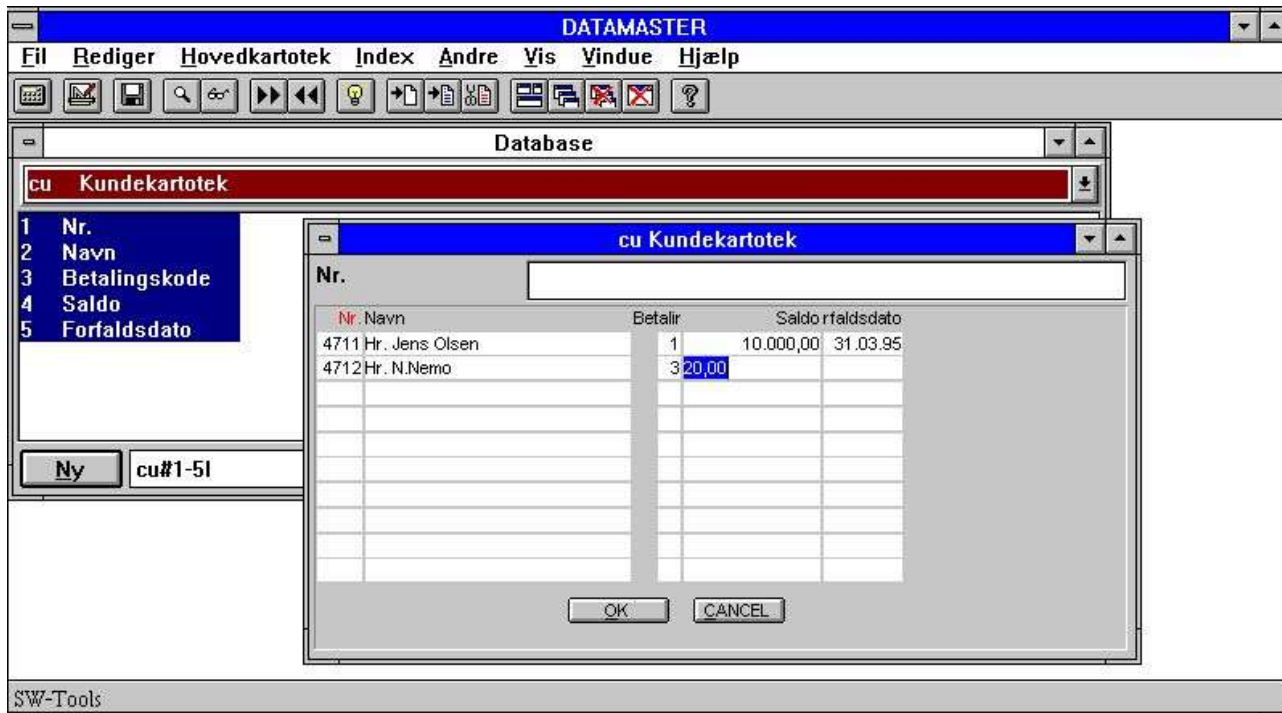 DATAMASTER
Fil Rediger Hovedkartotek Index Andre Vis Vindue Hjælp
Database
cu Kundekartotek
1 Nr.
2 Navn
3 Betalingskode
4 Saldo
5 Forfaldsdato
Ny cu#1-5l
cu Kundekartotek
Nr.
Nr. Navn Betalir Saldo rfaldsdato
4711 Hr. Jens Olsen 1 10.000,00 31.03.95
4712 Hr. N.Nemo 3 20,00
OK CANCEL
SW-Tools